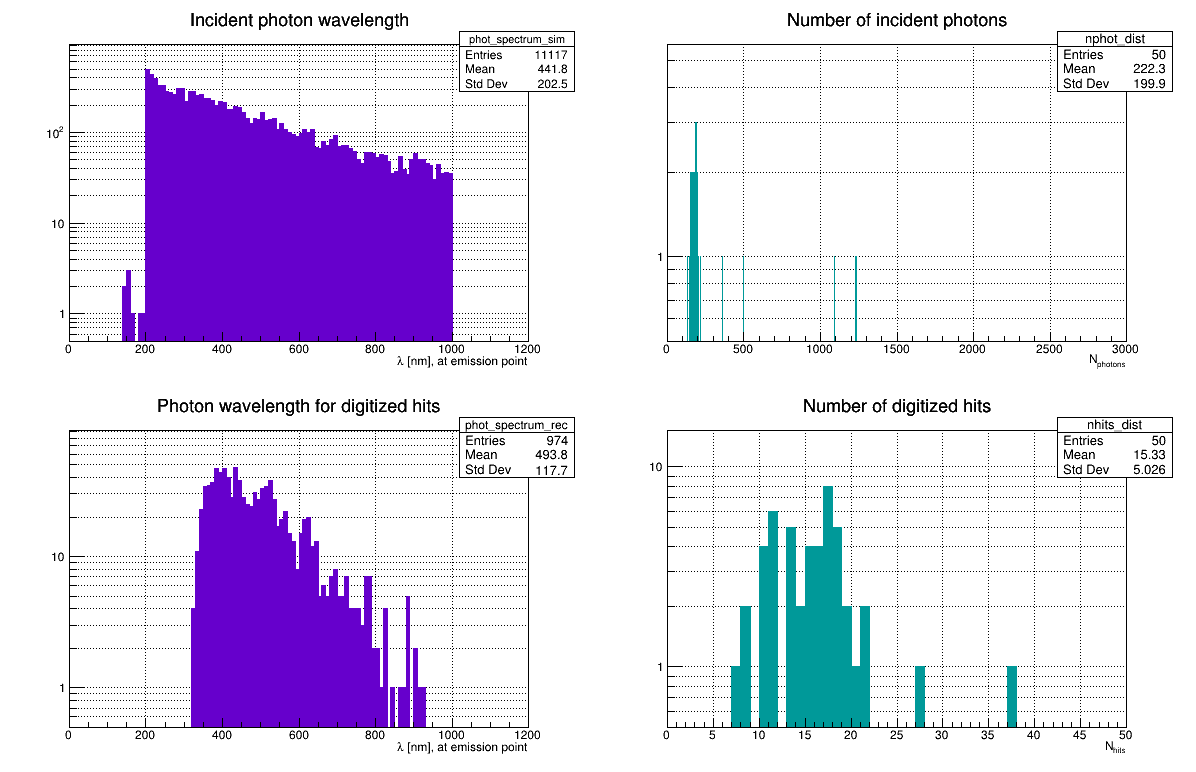 Incident photon wavelength
phot_spectrum_sim
Entries 11117
Mean 441.8
Std Dev 202.5
10²
10
1
0 200 400 600 800 1000 1200
λ [nm], at emission point
Number of incident photons
nphot_dist
Entries 50
Mean 222.3
Std Dev 199.9
1
0 500 1000 1500 2000 2500 3000
Nphotons
Photon wavelength for digitized hits
phot_spectrum_rec
Entries 974
Mean 493.8
Std Dev 117.7
10
1
0 200 400 600 800 1000 1200
λ [nm], at emission point
Number of digitized hits
nhits_dist
Entries 50
Mean 15.33
Std Dev 5.026
10
1
0 5 10 15 20 25 30 35 40 45 50
Nhits